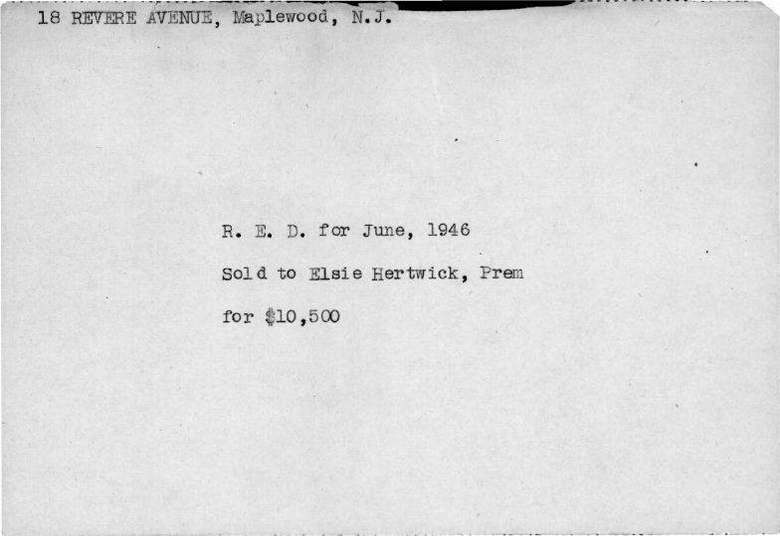 18 REVERE AVENUE, Maplewood, N.J.
R. E. D. for June, 1946
Sold to Elsie Hertwick, Prem
for $10,500